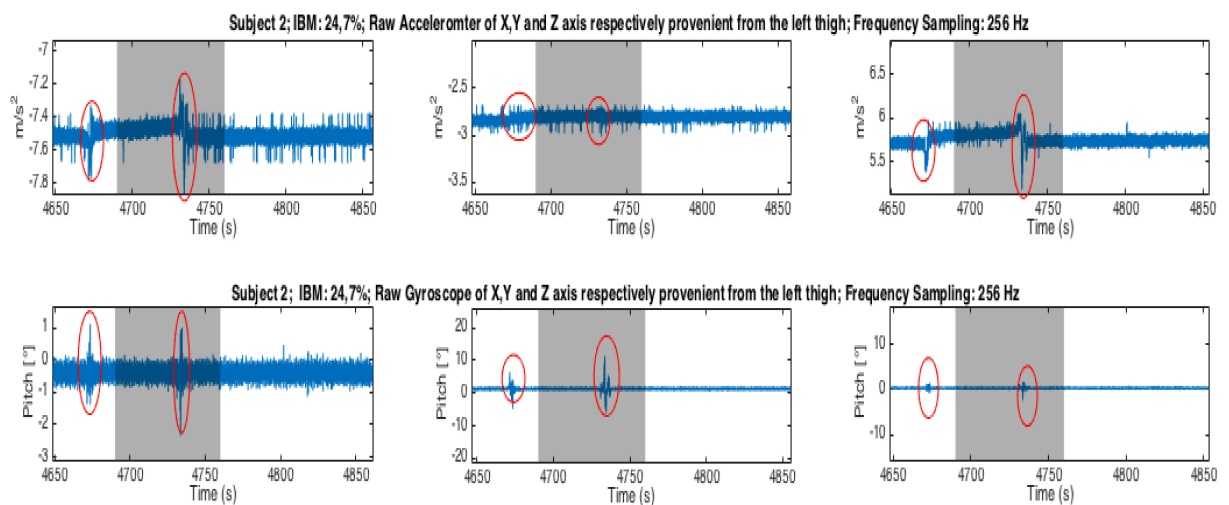 Subject 2; IBM: 24,7%; Raw Acceleromter of X,Y and Z axis respectively provenient from the left thigh; Frequency Sampling: 256 Hz
-7
-7.2
-7.4
-7.6
-7.8
m/s²
4650 4700 4750 4800 4850
Time (s)
-2.5
-3
-3.5
m/s²
4650 4700 4750 4800 4850
Time (s)
6.5
6
5.5
5
m/s²
4650 4700 4750 4800 4850
Time (s)
Subject 2; IBM: 24,7%; Raw Gyroscope of X,Y and Z axis respectively provenient from the left thigh; Frequency Sampling: 256 Hz
1
0
-1
-2
-3
Pitch [°]
4650 4700 4750 4800 4850
Time (s)
20
10
0
-10
-20
Pitch [°]
4650 4700 4750 4800 4850
Time (s)
10
0
-10
Pitch [°]
4650 4700 4750 4800 4850
Time (s)